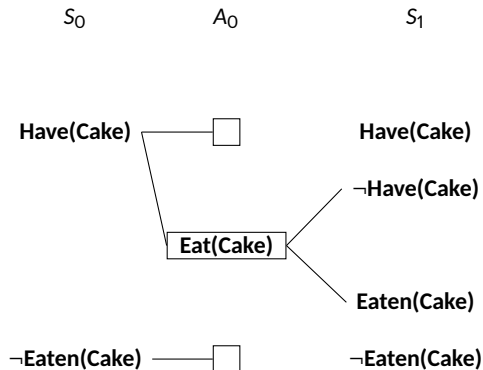 S0 A0 S1
Have(Cake) Have(Cake)
¬Have(Cake)
Eat(Cake)
Eaten(Cake)
¬Eaten(Cake) ¬Eaten(Cake)